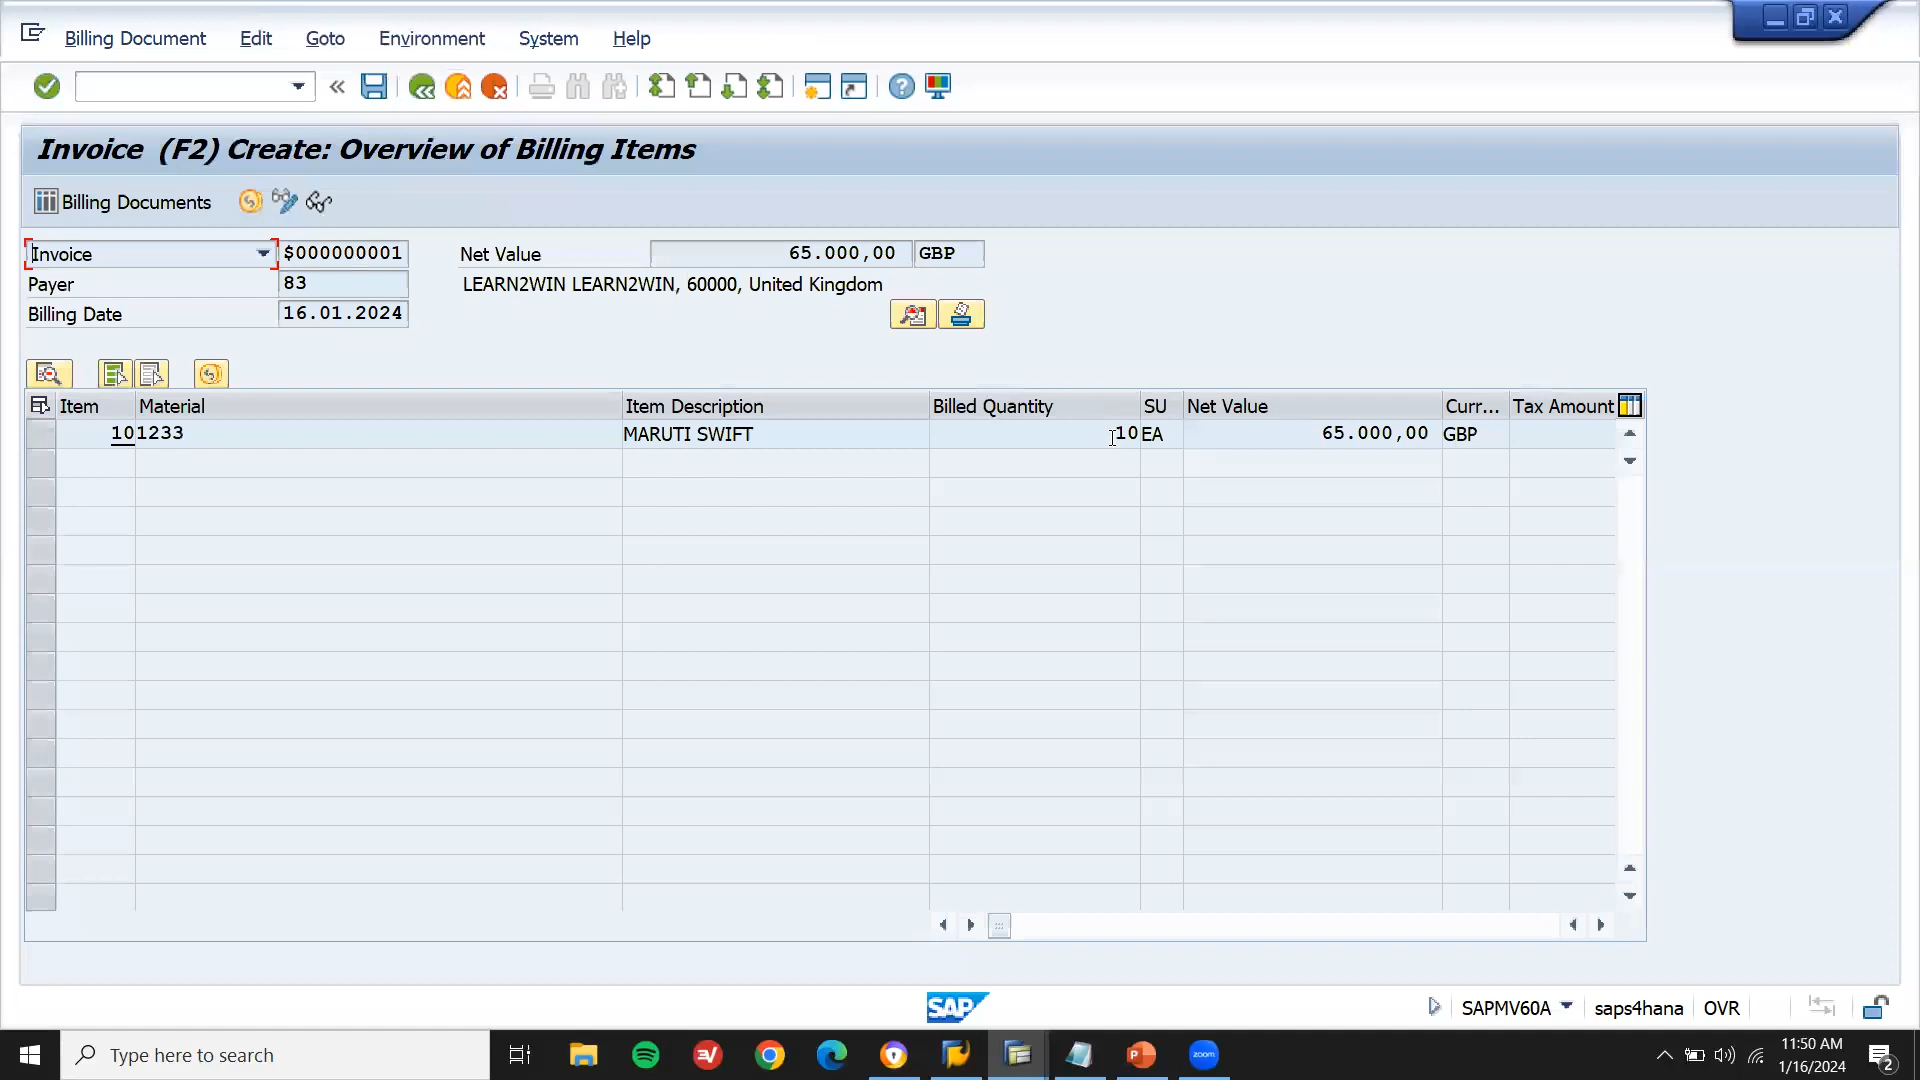 Billing Document Edit Goto Environment System Help
Invoice (F2) Create: Overview of Billing Items
Billing Documents
Invoice $000000001 Net Value 65.000,00 GBP
Payer 83 LEARN2WIN LEARN2WIN, 60000, United Kingdom
Billing Date 16.01.2024
Item Material Item Description Billed Quantity SU Net Value Curr... Tax Amount
10 1233 MARUTI SWIFT 10 EA 65.000,00 GBP
SAP SAPMV60A saps4hana OVR
Type here to search
zoom
11:50 AM
1/16/2024
2